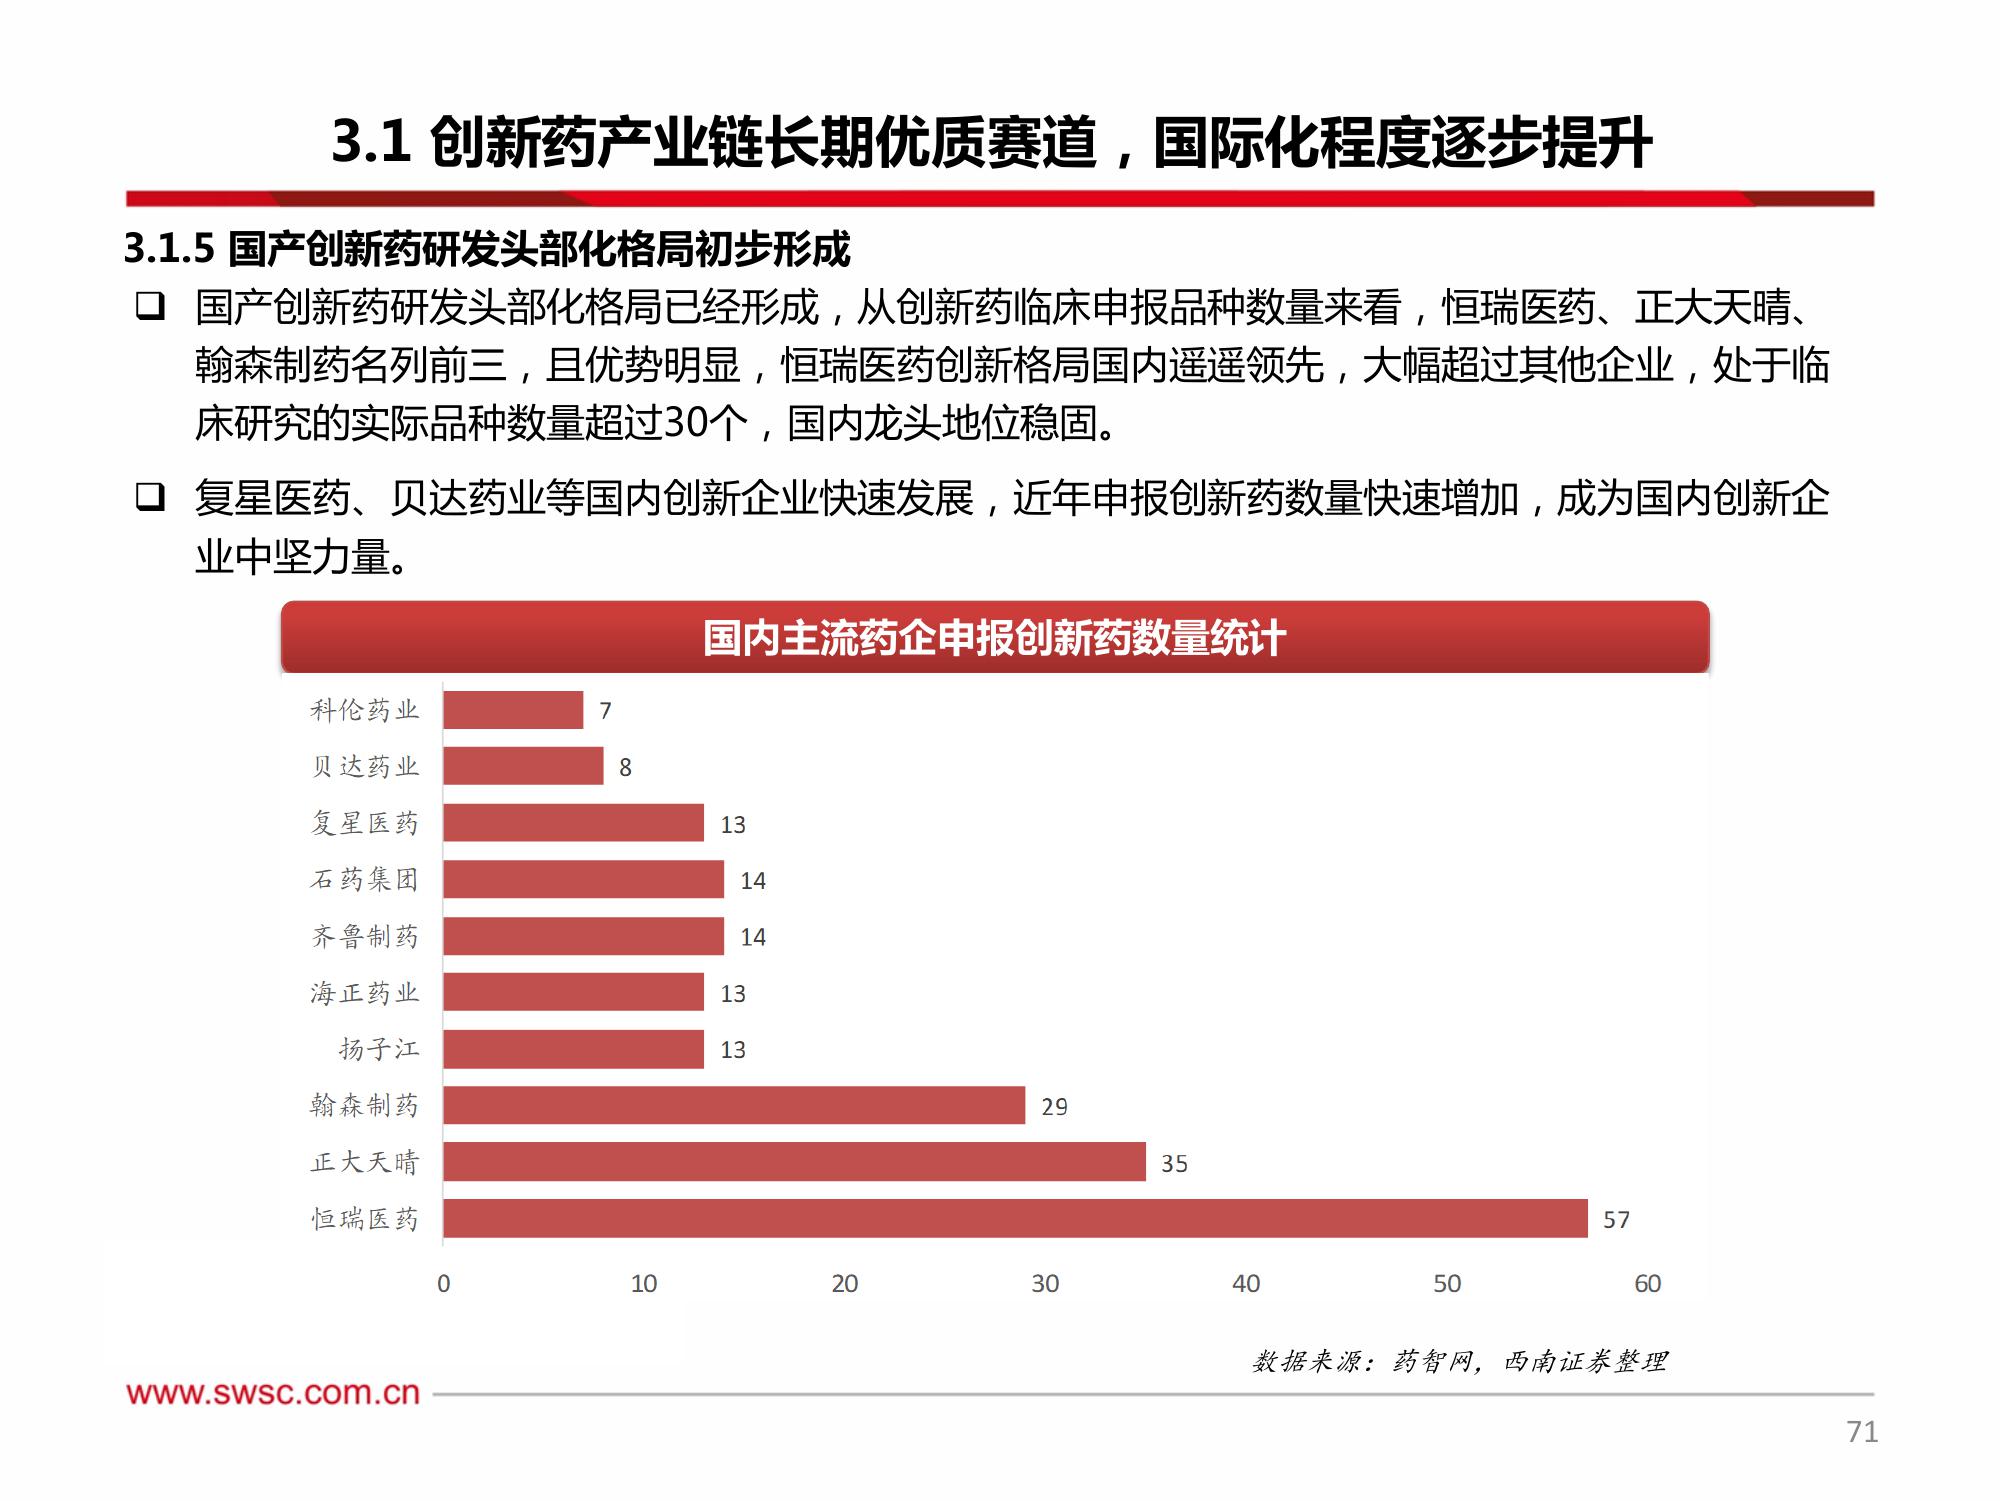 3.1 创新药产业链长期优质赛道，国际化程度逐步提升
3.1.5 国产创新药研发头部化格局初步形成
国产创新药研发头部化格局已经形成，从创新药临床申报品种数量来看，恒瑞医药、正大天晴、
翰森制药名列前三，且优势明显，恒瑞医药创新格局国内遥遥领先，大幅超过其他企业，处于临
床研究的实际品种数量超过30个，国内龙头地位稳固。
复星医药、贝达药业等国内创新企业快速发展，近年申报创新药数量快速增加，成为国内创新企
业中坚力量。
国内主流药企申报创新药数量统计
科伦药业 7
贝达药业 8
复星医药 13
石药集团 14
齐鲁制药 14
海正药业 13
扬子江 13
翰森制药 29
正大天晴 35
恒瑞医药 57
0 10 20 30 40 50 60
数据来源：药智网，西南证券整理
www.swsc.com.cn
71